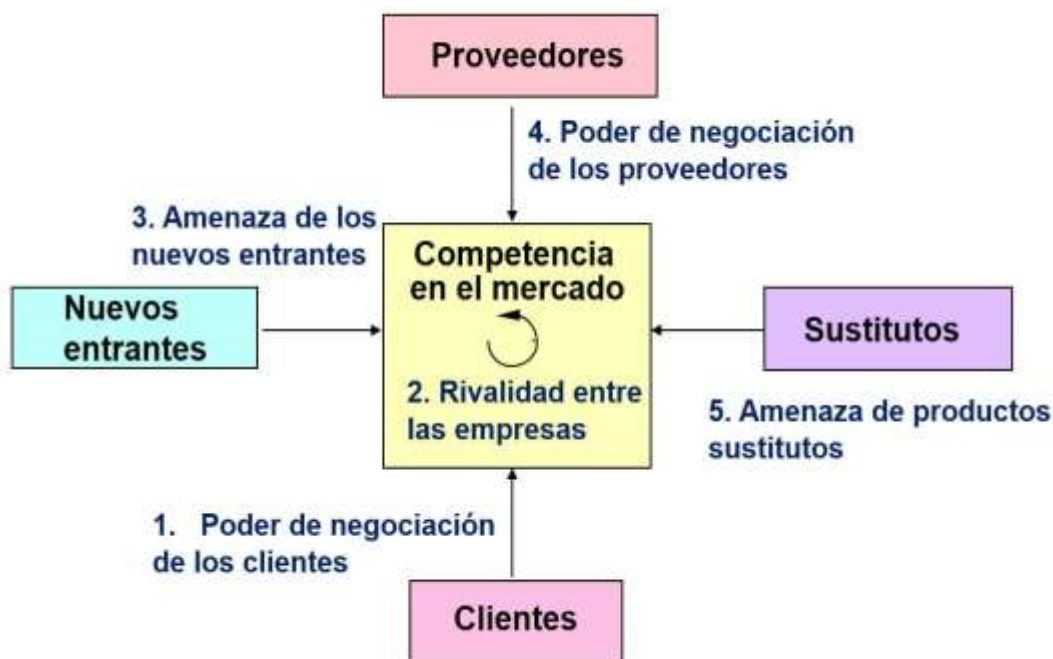 Proveedores
4. Poder de negociación
de los proveedores
3. Amenaza de los
nuevos entrantes
Competencia
en el mercado
Nuevos
entrantes
Sustitutos
2. Rivalidad entre
las empresas
5. Amenaza de productos
sustitutos
1. Poder de negociación
de los clientes
Clientes